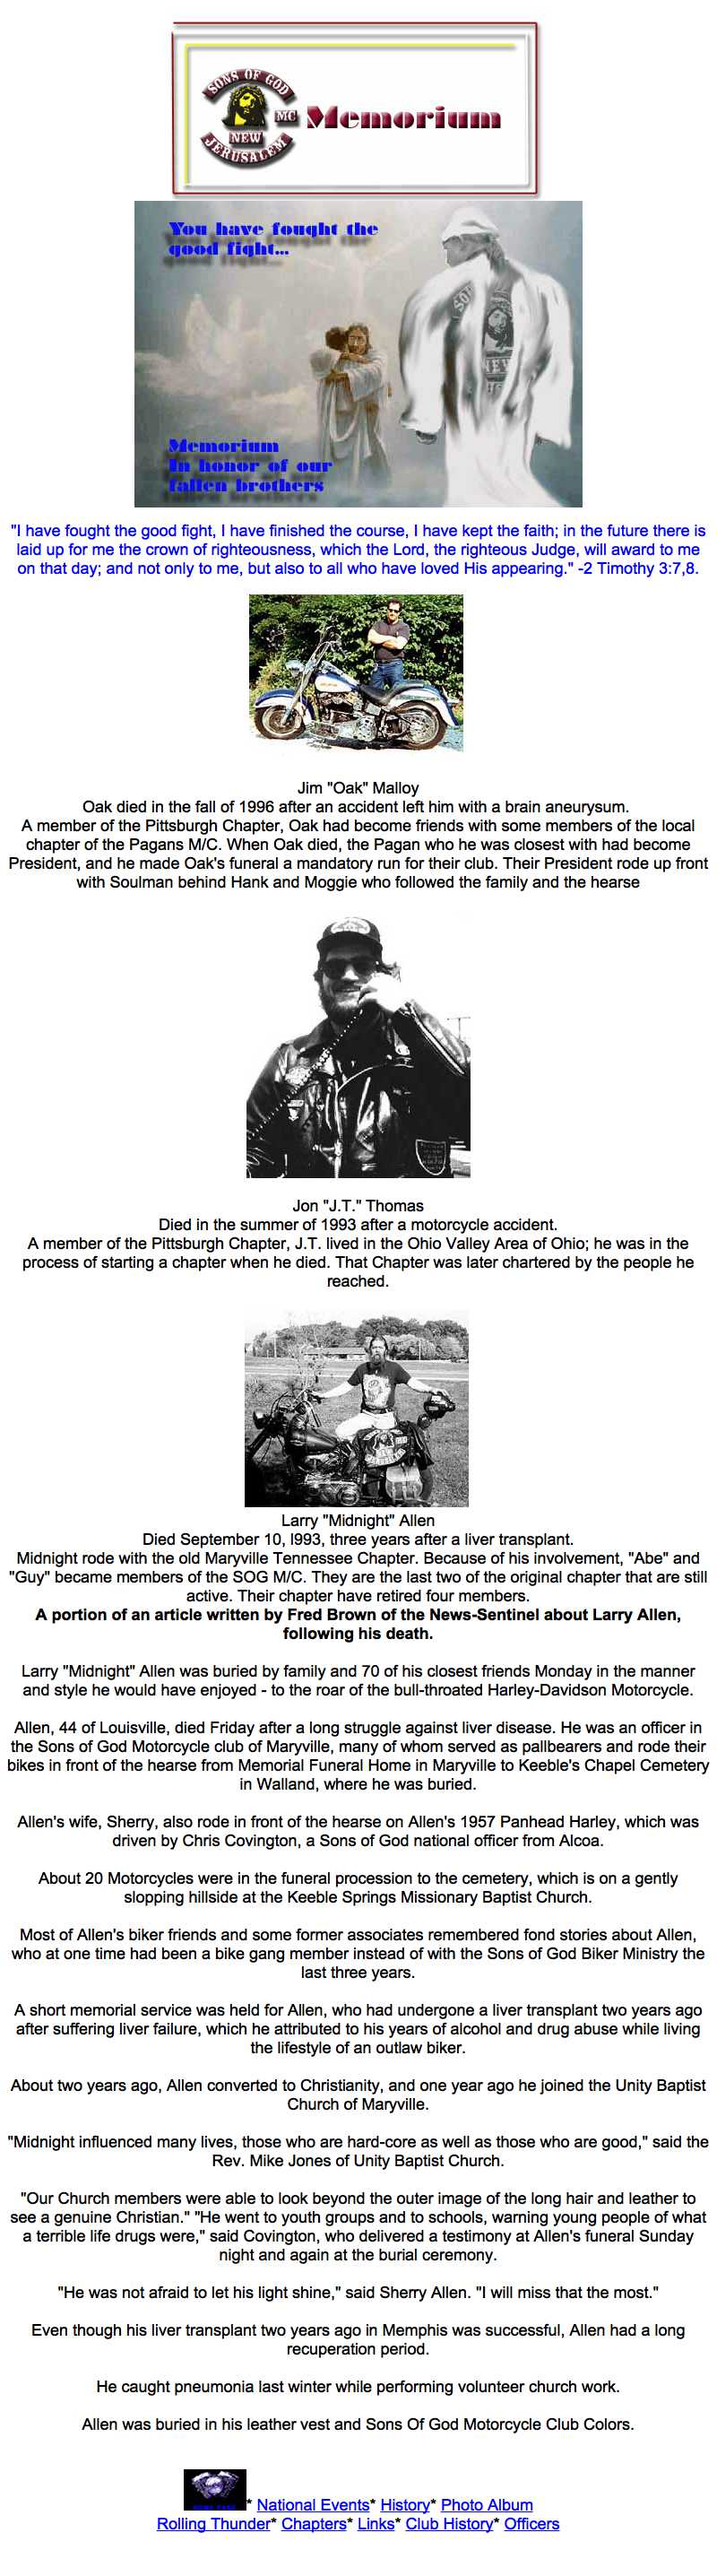 SONS OF GOD
MC
NEW
JERUSALEM
Memorium
You have fought the
good fight...
SO
NEW
Memorium
In honor of our
fallen brothers
"I have fought the good fight, I have finished the course, I have kept the faith; in the future there is
laid up for me the crown of righteousness, which the Lord, the righteous Judge, will award to me
on that day; and not only to me, but also to all who have loved His appearing." -2 Timothy 3:7,8.
Jim "Oak" Malloy
Oak died in the fall of 1996 after an accident left him with a brain aneurysum.
A member of the Pittsburgh Chapter, Oak had become friends with some members of the local
chapter of the Pagans M/C. When Oak died, the Pagan who he was closest with had become
President, and he made Oak's funeral a mandatory run for their club. Their President rode up front
with Soulman behind Hank and Moggie who followed the family and the hearse
Jon "J.T." Thomas
Died in the summer of 1993 after a motorcycle accident.
A member of the Pittsburgh Chapter, J.T. lived in the Ohio Valley Area of Ohio; he was in the
process of starting a chapter when he died. That Chapter was later chartered by the people he
reached.
Larry "Midnight" Allen
Died September 10, l993, three years after a liver transplant.
Midnight rode with the old Maryville Tennessee Chapter. Because of his involvement, "Abe" and
"Guy" became members of the SOG M/C. They are the last two of the original chapter that are still
active. Their chapter have retired four members.
A portion of an article written by Fred Brown of the News-Sentinel about Larry Allen,
following his death.
Larry "Midnight" Allen was buried by family and 70 of his closest friends Monday in the manner
and style he would have enjoyed - to the roar of the bull-throated Harley-Davidson Motorcycle.
Allen, 44 of Louisville, died Friday after a long struggle against liver disease. He was an officer in
the Sons of God Motorcycle club of Maryville, many of whom served as pallbearers and rode their
bikes in front of the hearse from Memorial Funeral Home in Maryville to Keeble's Chapel Cemetery
in Walland, where he was buried.
Allen's wife, Sherry, also rode in front of the hearse on Allen's 1957 Panhead Harley, which was
driven by Chris Covington, a Sons of God national officer from Alcoa.
About 20 Motorcycles were in the funeral procession to the cemetery, which is on a gently
slopping hillside at the Keeble Springs Missionary Baptist Church.
Most of Allen's biker friends and some former associates remembered fond stories about Allen,
who at one time had been a bike gang member instead of with the Sons of God Biker Ministry the
last three years.
A short memorial service was held for Allen, who had undergone a liver transplant two years ago
after suffering liver failure, which he attributed to his years of alcohol and drug abuse while living
the lifestyle of an outlaw biker.
About two years ago, Allen converted to Christianity, and one year ago he joined the Unity Baptist
Church of Maryville.
"Midnight influenced many lives, those who are hard-core as well as those who are good," said the
Rev. Mike Jones of Unity Baptist Church.
"Our Church members were able to look beyond the outer image of the long hair and leather to
see a genuine Christian." "He went to youth groups and to schools, warning young people of what
a terrible life drugs were," said Covington, who delivered a testimony at Allen's funeral Sunday
night and again at the burial ceremony.
"He was not afraid to let his light shine," said Sherry Allen. "I will miss that the most."
Even though his liver transplant two years ago in Memphis was successful, Allen had a long
recuperation period.
He caught pneumonia last winter while performing volunteer church work.
Allen was buried in his leather vest and Sons Of God Motorcycle Club Colors.
* National Events* History* Photo Album
Rolling Thunder* Chapters* Links* Club History* Officers